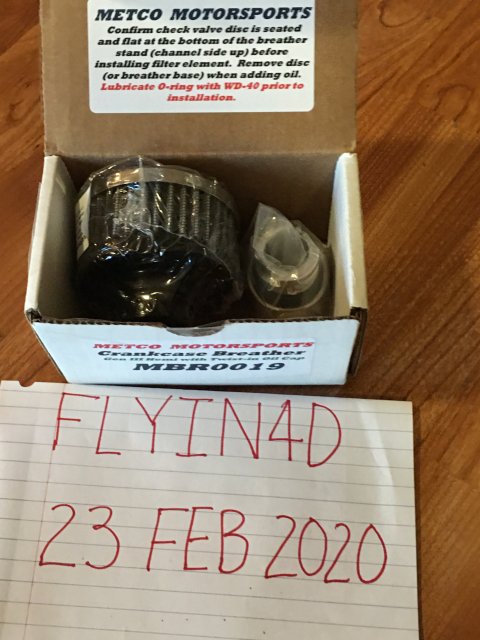 METCO MOTORSPORTS
Confirm check valve disc is seated
and flat at the bottom of the breather
stand (channel side up) before
installing filter element. Remove disc
(or breather base) when adding oil.
Lubricate O-ring with WD-40 prior to
installation.
METCO MOTORSPORTS
Crankcase Breather
Gen III Hemi with Twist-in Oil Cap
MBR0019
FLYIN4D
23 FEB 2020